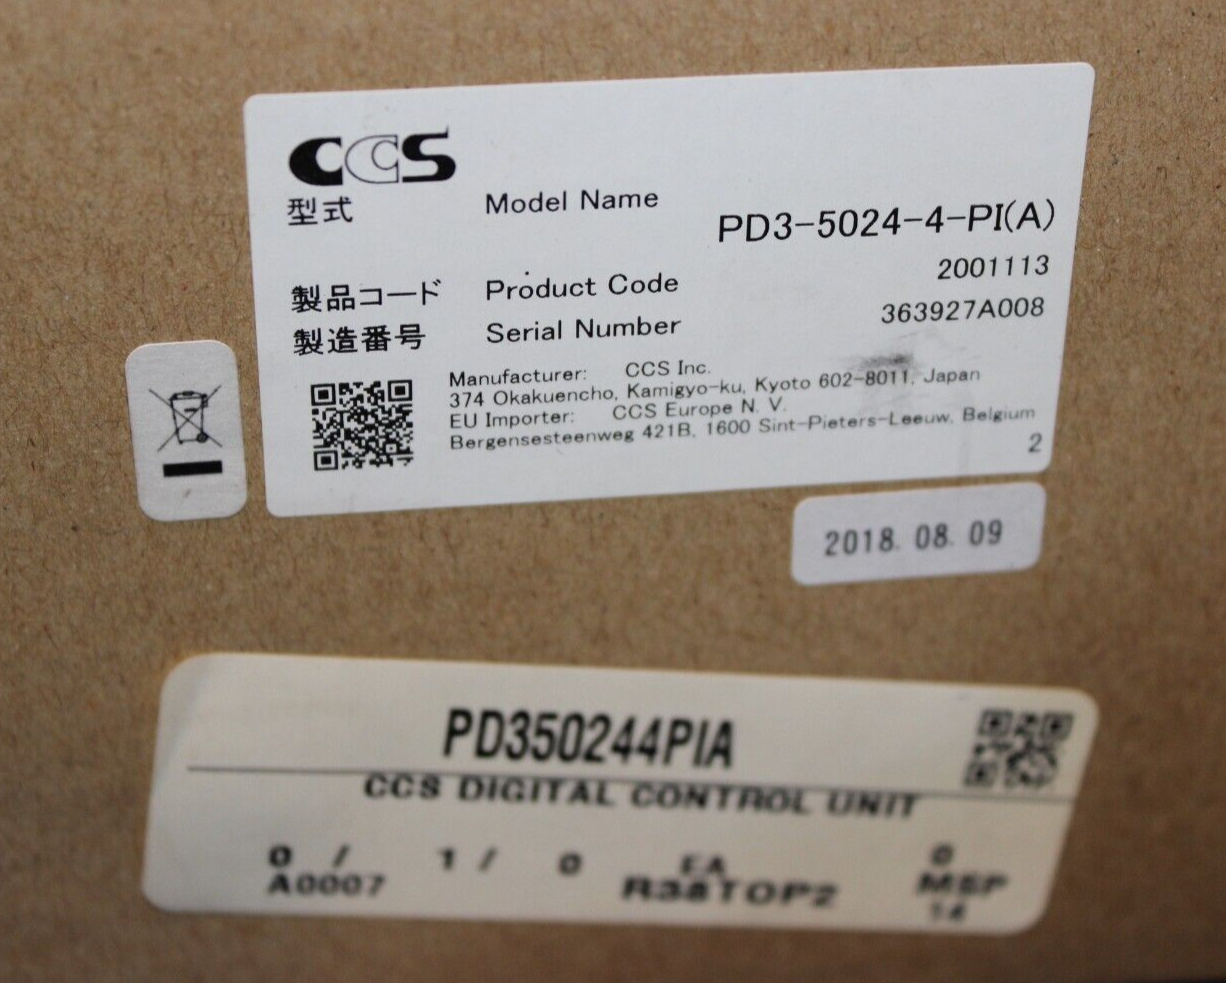 CCS
型式 Model Name
PD3-5024-4-PI(A)
製品コード Product Code 2001113
製造番号 Serial Number 363927A008
Manufacturer: CCS Inc.
374 Okakuencho, Kamigyo-ku, Kyoto 602-8011, Japan
EU Importer: CCS Europe N. V.
Bergensesteenweg 421B, 1600 Sint-Pieters-Leeuw, Belgium
2
2018. 08. 09
PD350244PIA
CCS DIGITAL CONTROL UNIT
0 / 1 / 0 EA 0
A0007 R38TOP2 MSP
14